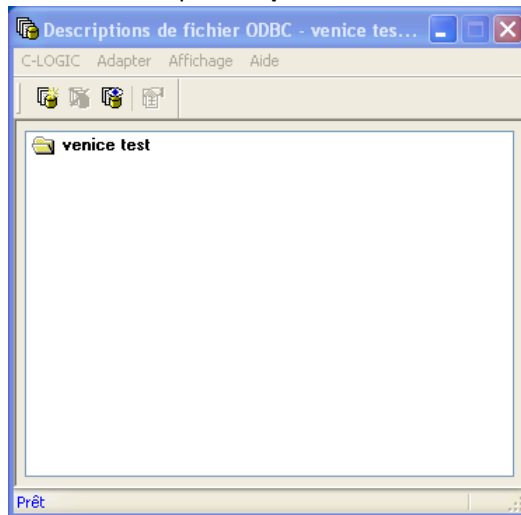 Descriptions de fichier ODBC - venice tes...
C-LOGIC Adapter Affichage Aide
venice test
Prêt